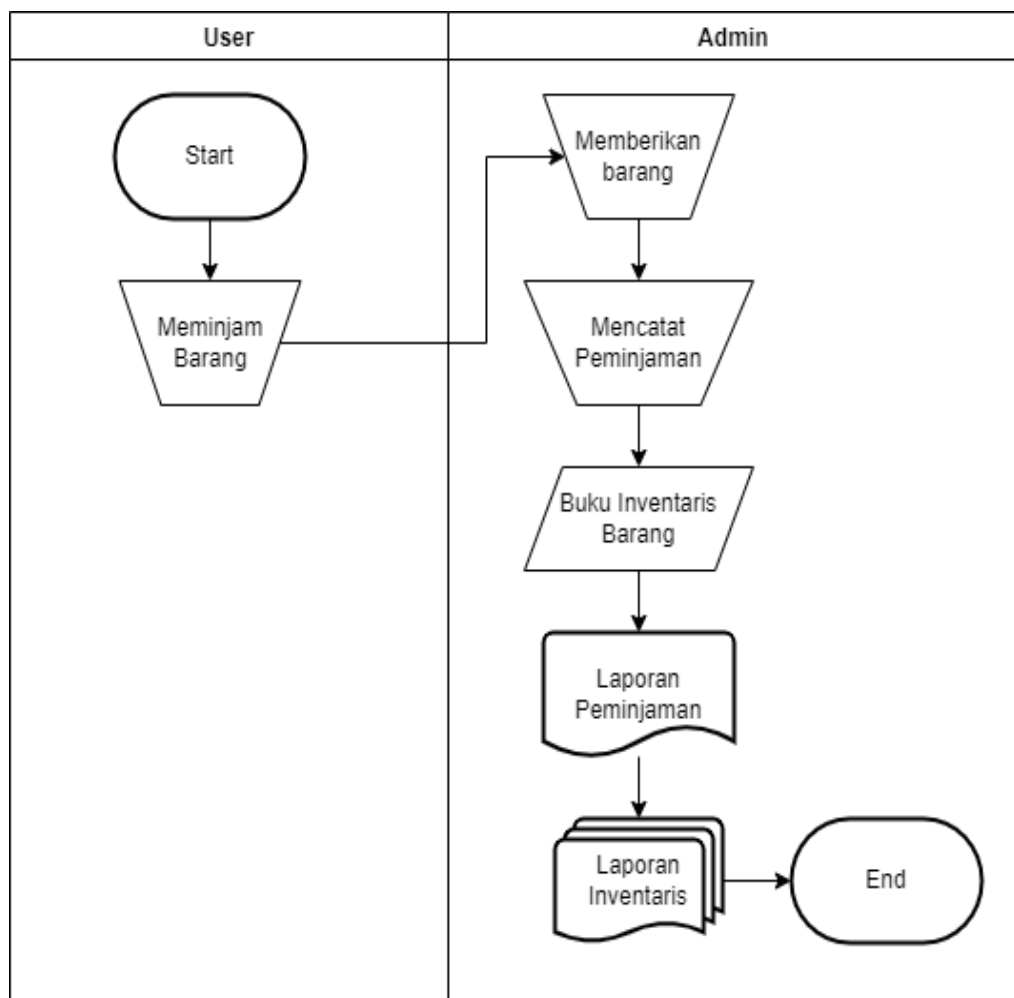 User
Admin
Start
Memberikan
barang
Meminjam
Barang
Mencatat
Peminjaman
Buku Inventaris
Barang
Laporan
Peminjaman
Laporan
Inventaris
End